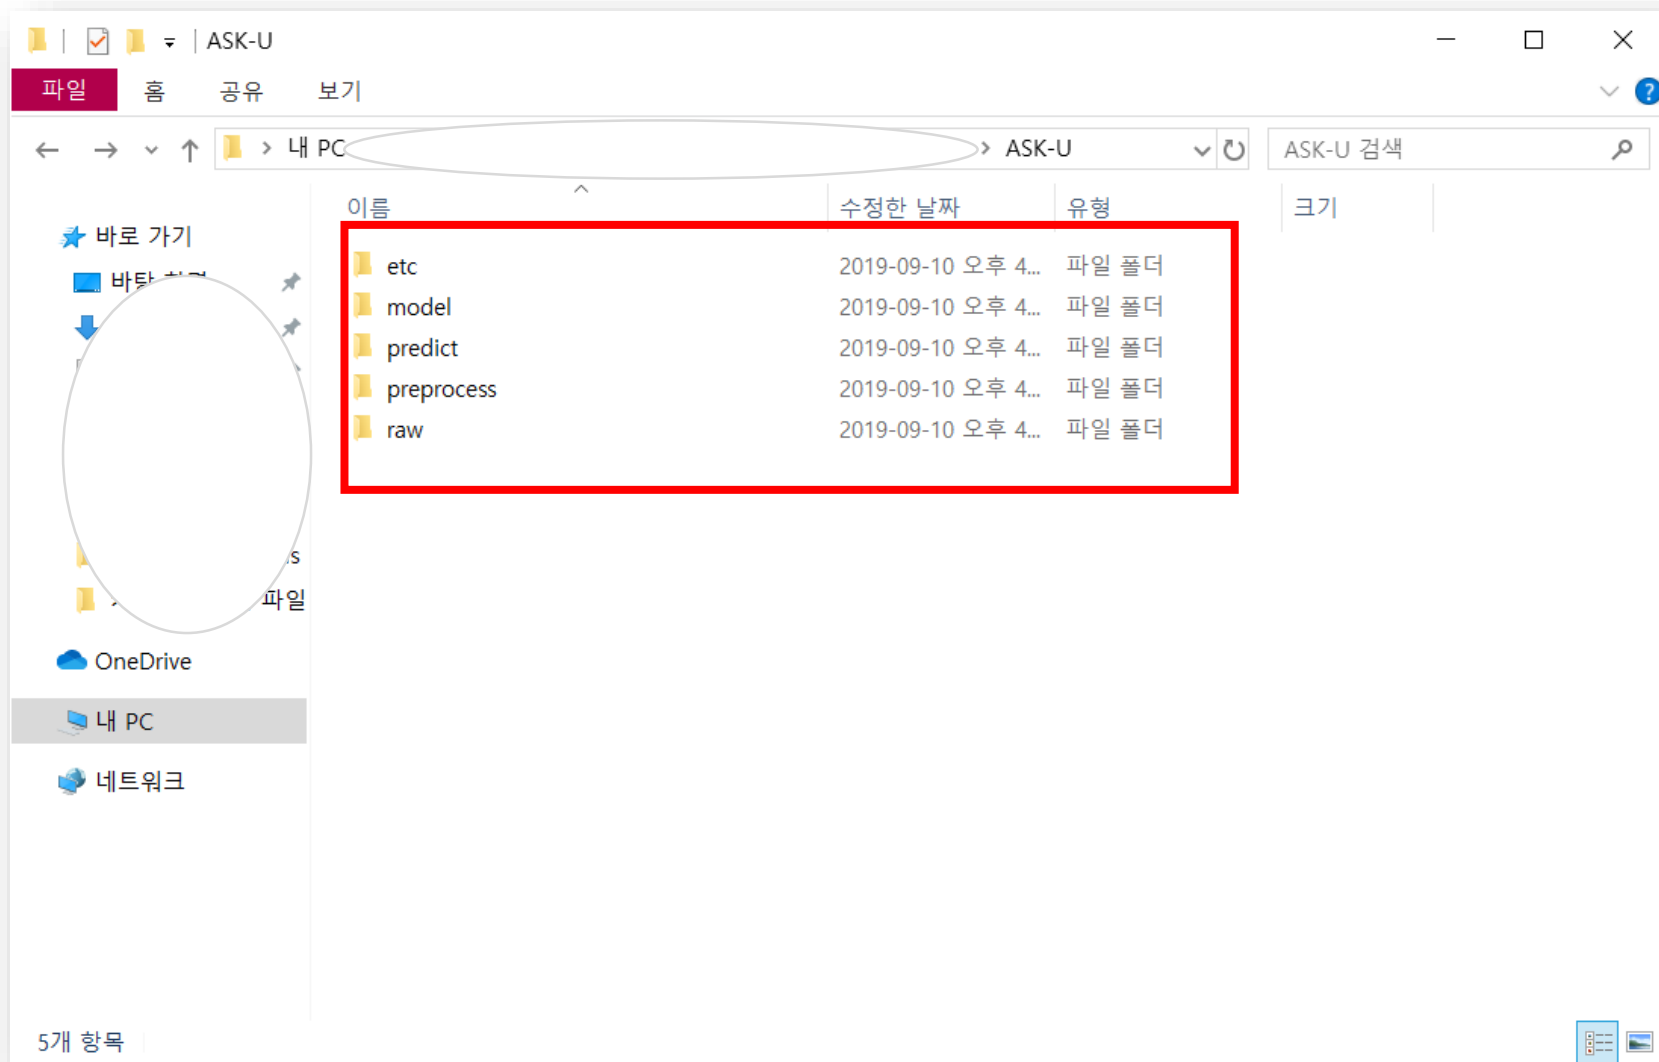 ASK-U
파일 홈 공유 보기
내 PC > ASK-U
ASK-U 검색
이름 수정한 날짜 유형 크기
바로 가기
etc 2019-09-10 오후 4... 파일 폴더
model 2019-09-10 오후 4... 파일 폴더
predict 2019-09-10 오후 4... 파일 폴더
preprocess 2019-09-10 오후 4... 파일 폴더
raw 2019-09-10 오후 4... 파일 폴더
파일
OneDrive
내 PC
네트워크
5개 항목